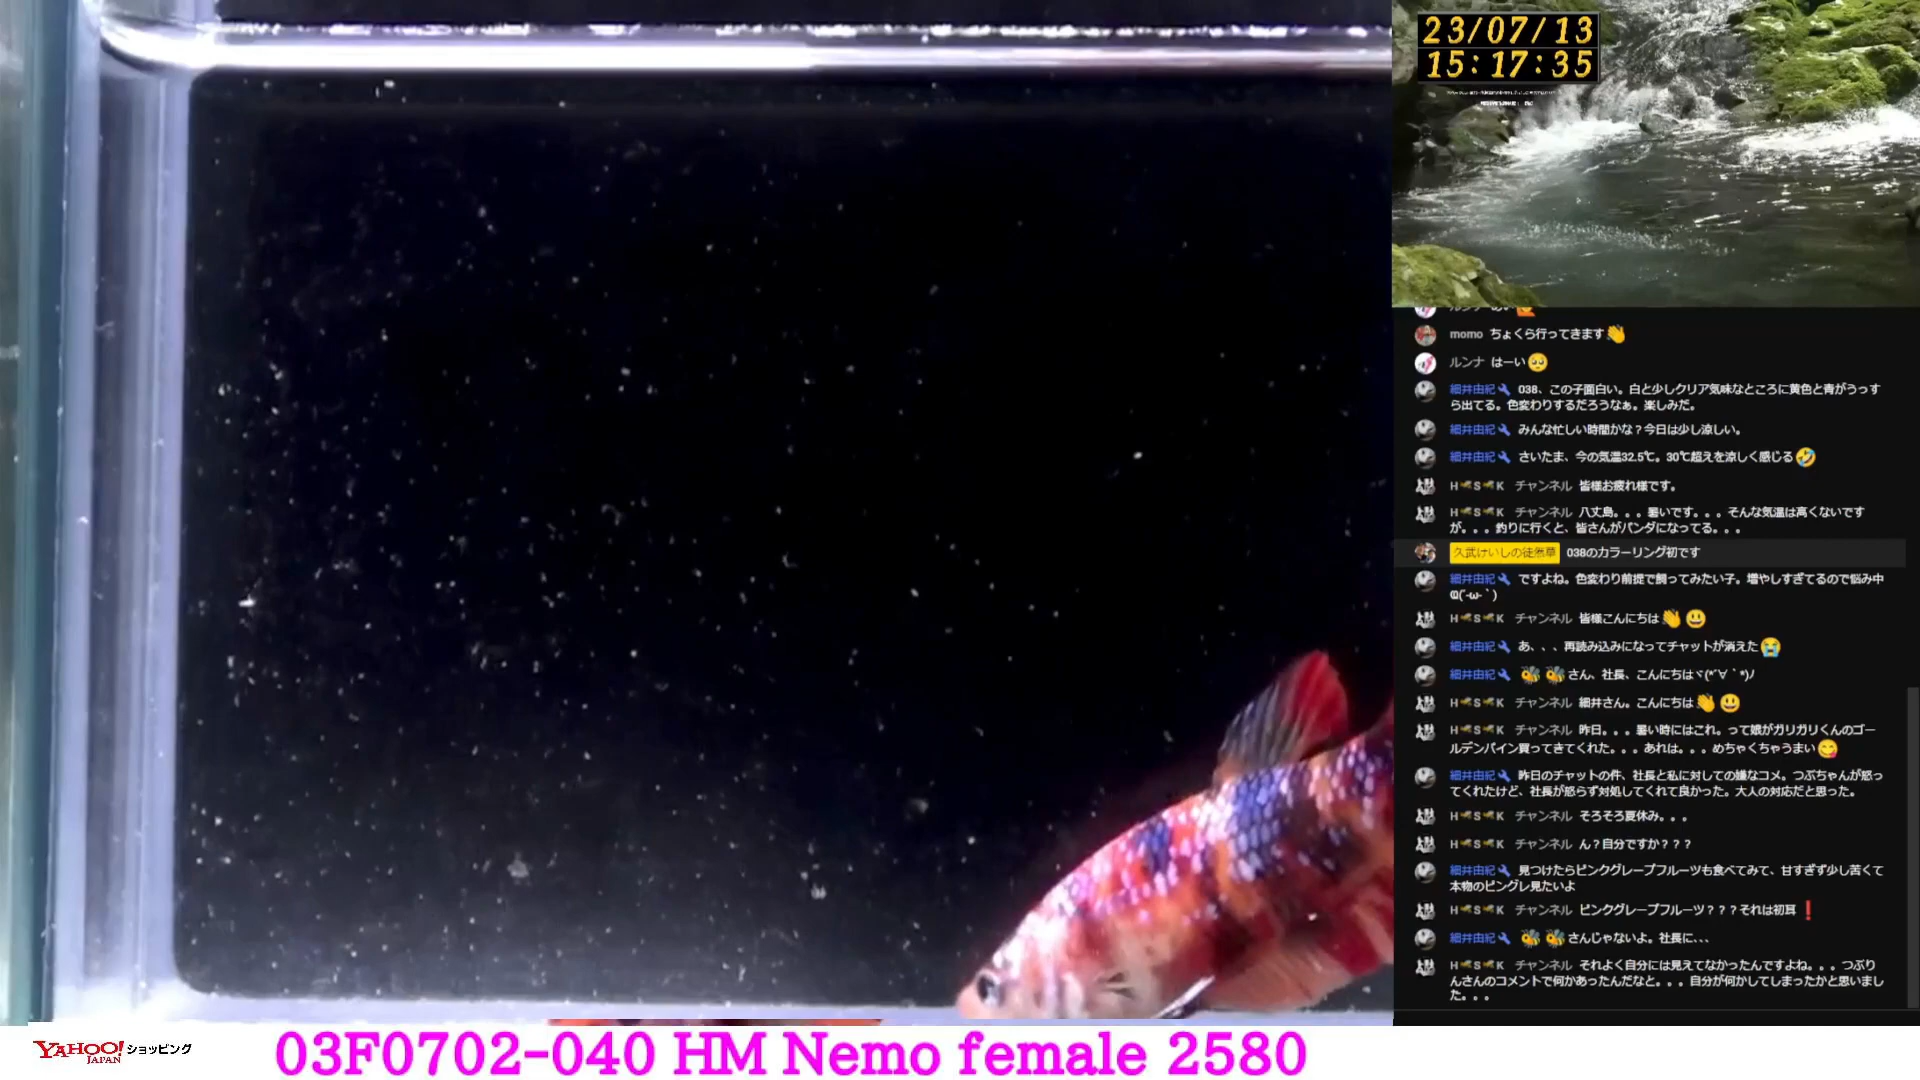 23/07/13
15:17:35
momo ちょくら行ってきます👋
ルンナ はーい🥺
細井由紀 038、この子面白い。白と少しクリア気味なところに黄色と青がうっす
ら出てる。色変わりするだろうなぁ。楽しみだ。
細井由紀 みんな忙しい時間かな？今日は少し涼しい。
細井由紀 さいたま、今の気温32.5℃。30℃超えを涼しく感じる🤣
H🐝S🐝K チャンネル 皆様お疲れ様です。
H🐝S🐝K チャンネル 八丈島。。。暑いです。。。そんな気温は高くないです
が。。。釣りに行くと、皆さんがパンダになってる。。。
久武けいしの徒然草 038のカラーリング初です
細井由紀 ですよね。色変わり前提で飼ってみたい子。増やしすぎてるので悩み中
H🐝S🐝K チャンネル 皆様こんにちは👋😃
細井由紀 あ、、、再読み込みになってチャットが消えた😭
細井由紀 🐝🐝さん、社長、こんにちはヾ(*´∀｀*)ﾉ
H🐝S🐝K チャンネル 細井さん。こんにちは👋😃
H🐝S🐝K チャンネル 昨日。。。暑い時にはこれ。って娘がガリガリくんのゴー
ルデンパイン買ってきてくれた。。。あれは。。。めちゃくちゃうまい😋
細井由紀 昨日のチャットの件、社長と私に対しての嫌なコメ。つぶちゃんが怒っ
てくれたけど、社長が怒らず対処してくれて良かった。大人の対応だと思った。
H🐝S🐝K チャンネル そろそろ夏休み。。。
H🐝S🐝K チャンネル ん？自分ですか？？？
細井由紀 見つけたらピンクグレープフルーツも食べてみて、甘すぎず少し苦くて
本物のピングレ見たいよ
H🐝S🐝K チャンネル ピンクグレープフルーツ？？？それは初耳❗
細井由紀 🐝🐝さんじゃないよ。社長に、、、
H🐝S🐝K チャンネル それよく自分には見えてなかったんですよね。。。つぶり
んさんのコメントで何かあったんだなと。。。自分が何かしてしまったかと思いまし
た。。。
YAHOO! JAPAN ショッピング
03F0702-040 HM Nemo female 2580